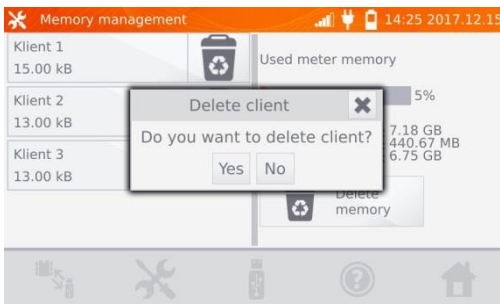 Memory management
14:25 2017.12.15
Klient 1
15.00 kB
Klient 2
13.00 kB
Klient 3
13.00 kB
Used meter memory
5%
7.18 GB
440.67 MB
6.75 GB
Delete
memory
Delete client
Do you want to delete client?
Yes No